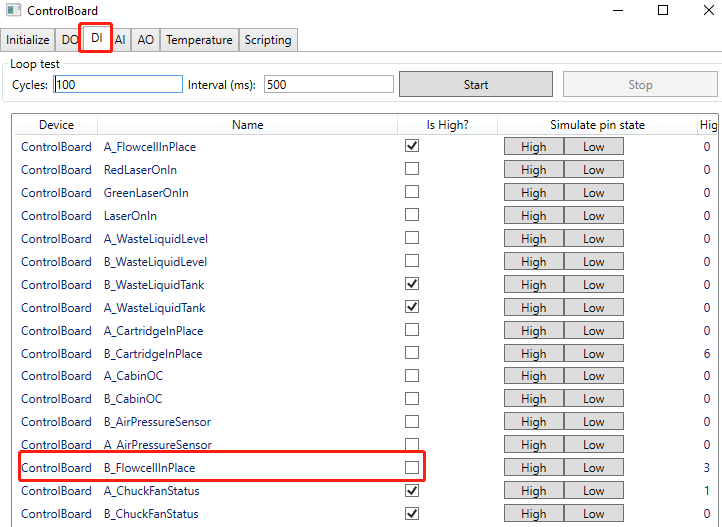 ControlBoard
Initialize DO DI AI AO Temperature Scripting
Loop test
Cycles: 100 Interval (ms): 500 Start Stop
Device Name Is High? Simulate pin state Hig
ControlBoard A_FlowcellInPlace High Low 0
ControlBoard RedLaserOnIn High Low 0
ControlBoard GreenLaserOnIn High Low 0
ControlBoard LaserOnIn High Low 0
ControlBoard A_WasteLiquidLevel High Low 0
ControlBoard B_WasteLiquidLevel High Low 0
ControlBoard B_WasteLiquidTank High Low 0
ControlBoard A_WasteLiquidTank High Low 0
ControlBoard A_CartridgeInPlace High Low 0
ControlBoard B_CartridgeInPlace High Low 6
ControlBoard A_CabinOC High Low 0
ControlBoard B_CabinOC High Low 0
ControlBoard B_AirPressureSensor High Low 0
ControlBoard A_AirPressureSensor High Low 0
ControlBoard B_FlowcellInPlace High Low 3
ControlBoard A_ChuckFanStatus High Low 1
ControlBoard B_ChuckFanStatus High Low 0